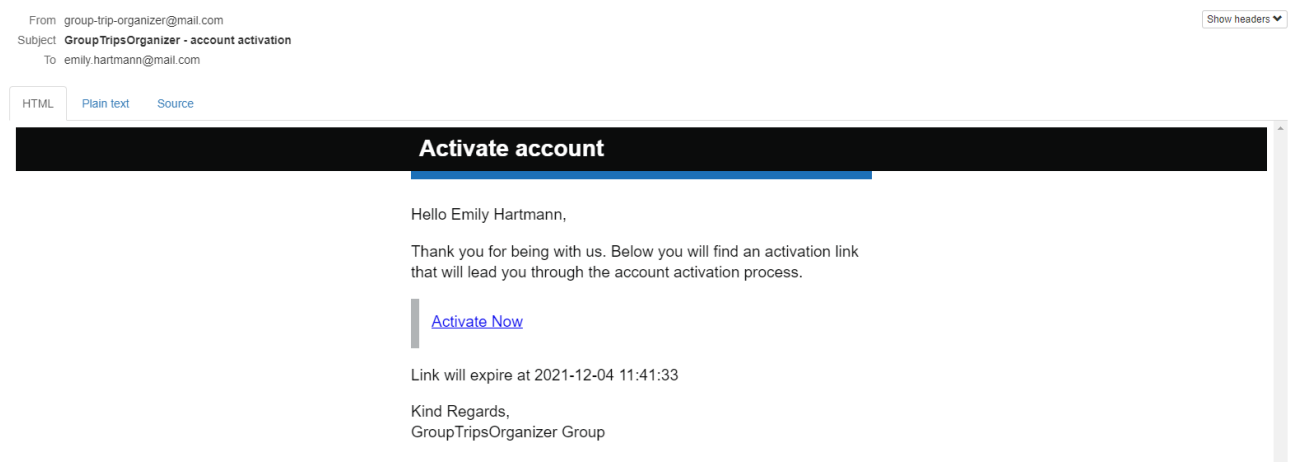 From group-trip-organizer@mail.com
Show headers
Subject GroupTripsOrganizer - account activation
To emily.hartmann@mail.com
HTML Plain text Source
Activate account
Hello Emily Hartmann,
Thank you for being with us. Below you will find an activation link
that will lead you through the account activation process.
Activate Now
Link will expire at 2021-12-04 11:41:33
Kind Regards,
GroupTripsOrganizer Group